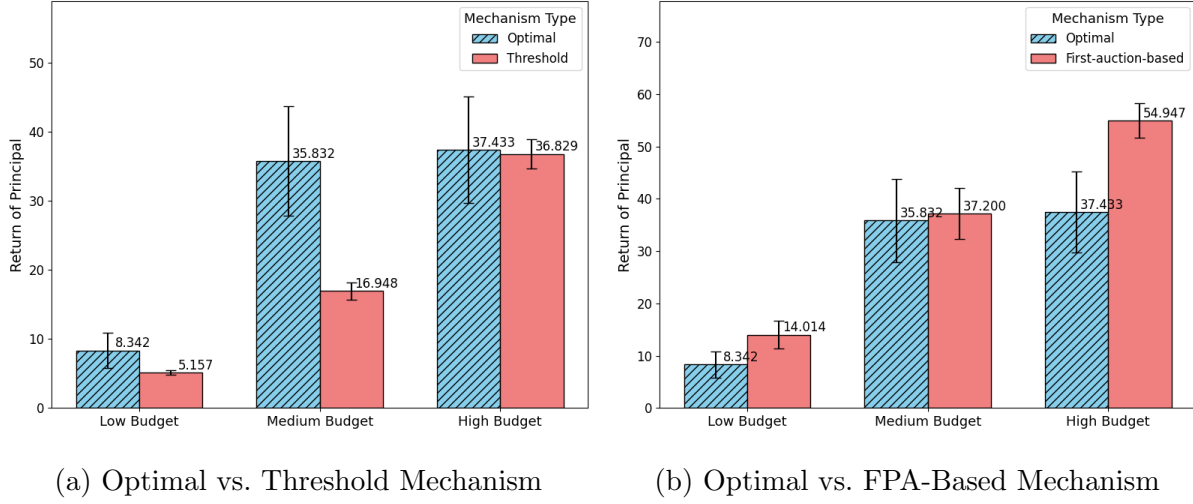 Mechanism Type
Optimal
Threshold
Return of Principal
50
40
30
20
10
0
8.342
5.157
35.832
16.948
37.433
36.829
Low Budget
Medium Budget
High Budget
(a) Optimal vs. Threshold Mechanism
Mechanism Type
Optimal
First-auction-based
Return of Principal
70
60
50
40
30
20
10
0
8.342
14.014
35.832
37.200
37.433
54.947
Low Budget
Medium Budget
High Budget
(b) Optimal vs. FPA-Based Mechanism